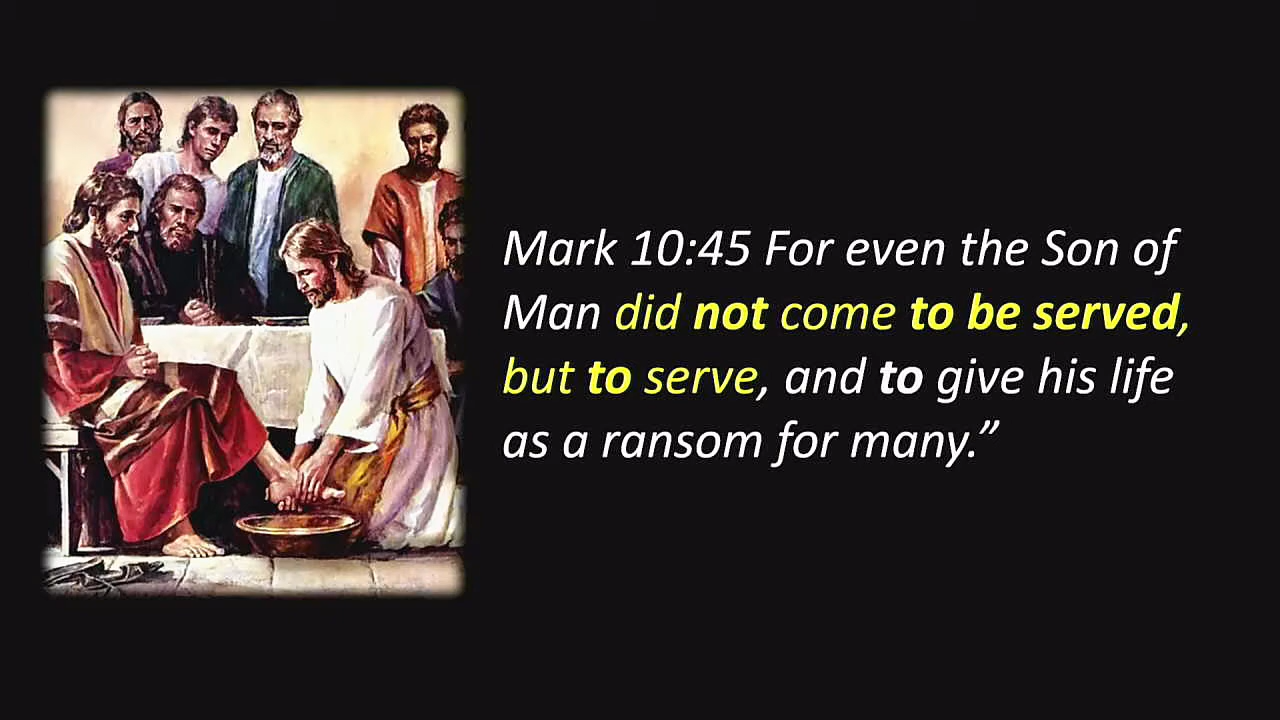 Mark 10:45 For even the Son of
Man did not come to be served,
but to serve, and to give his life
as a ransom for many.”